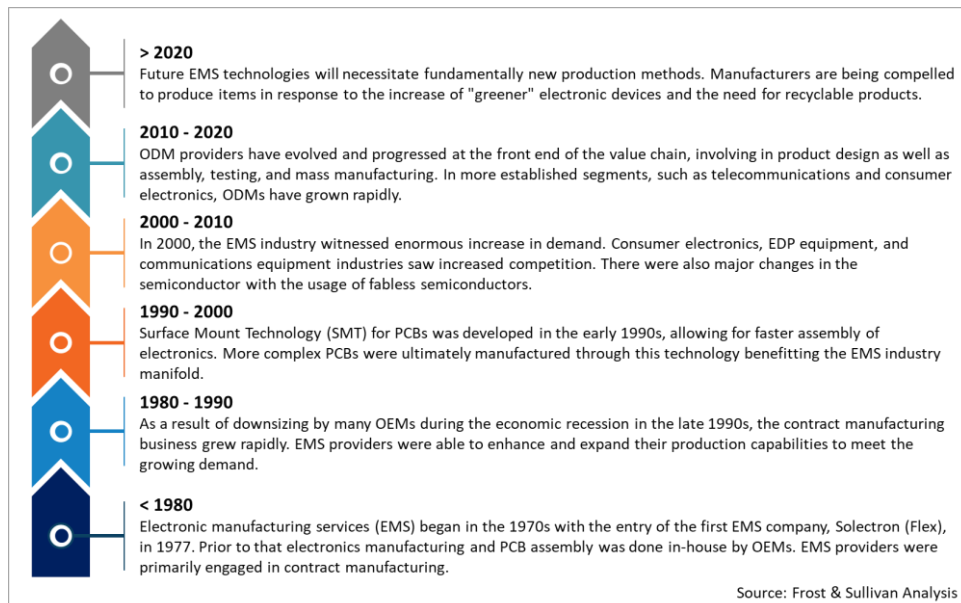 > 2020
Future EMS technologies will necessitate fundamentally new production methods. Manufacturers are being compelled
to produce items in response to the increase of "greener" electronic devices and the need for recyclable products.
2010 - 2020
ODM providers have evolved and progressed at the front end of the value chain, involving in product design as well as
assembly, testing, and mass manufacturing. In more established segments, such as telecommunications and consumer
electronics, ODMs have grown rapidly.
2000 - 2010
In 2000, the EMS industry witnessed enormous increase in demand. Consumer electronics, EDP equipment, and
communications equipment industries saw increased competition. There were also major changes in the
semiconductor with the usage of fabless semiconductors.
1990 - 2000
Surface Mount Technology (SMT) for PCBs was developed in the early 1990s, allowing for faster assembly of
electronics. More complex PCBs were ultimately manufactured through this technology benefitting the EMS industry
manifold.
1980 - 1990
As a result of downsizing by many OEMs during the economic recession in the late 1990s, the contract manufacturing
business grew rapidly. EMS providers were able to enhance and expand their production capabilities to meet the
growing demand.
< 1980
Electronic manufacturing services (EMS) began in the 1970s with the entry of the first EMS company, Solectron (Flex),
in 1977. Prior to that electronics manufacturing and PCB assembly was done in-house by OEMs. EMS providers were
primarily engaged in contract manufacturing.
Source: Frost & Sullivan Analysis